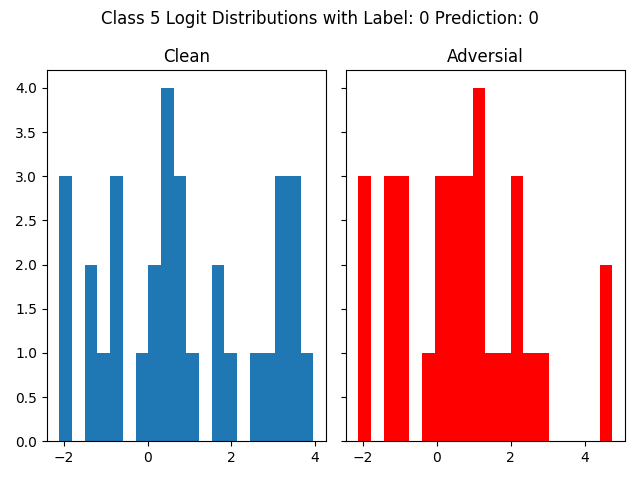 Class 5 Logit Distributions with Label: 0 Prediction: 0
Clean
Adversial
4.0
3.5
3.0
2.5
2.0
1.5
1.0
0.5
0.0
−2 0 2 4
−2 0 2 4